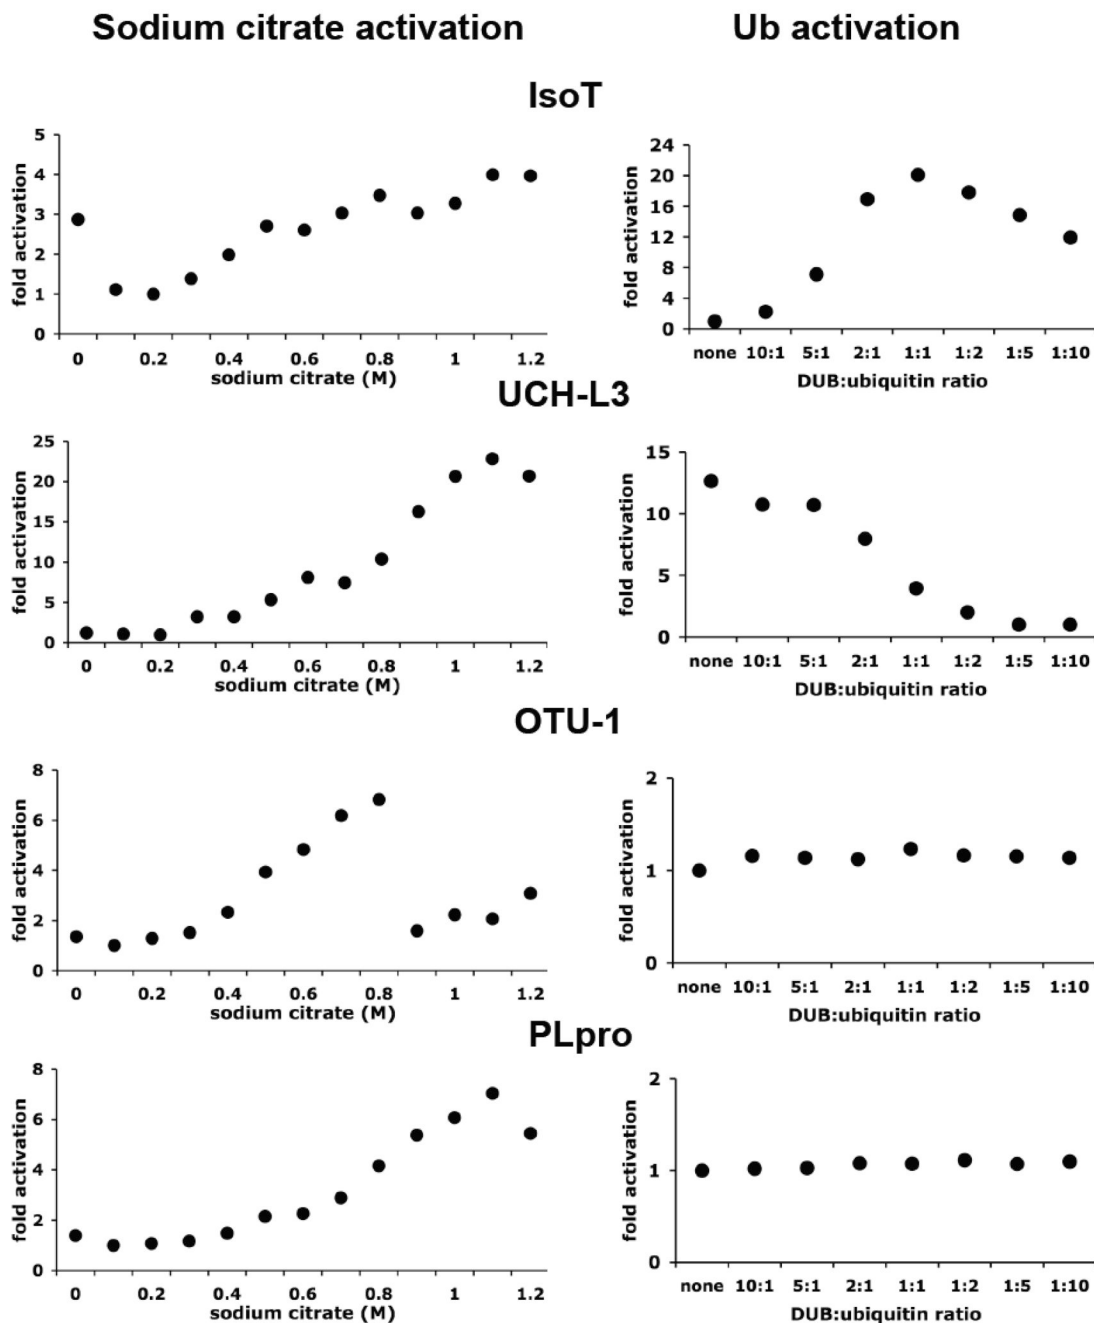 Sodium citrate activation
Ub activation
IsoT
fold activation
5
4
3
2
1
0
0 0.2 0.4 0.6 0.8 1 1.2
sodium citrate (M)
fold activation
24
20
16
12
8
4
0
none 10:1 5:1 2:1 1:1 1:2 1:5 1:10
DUB:ubiquitin ratio
UCH-L3
fold activation
25
20
15
10
5
0
0 0.2 0.4 0.6 0.8 1 1.2
sodium citrate (M)
fold activation
15
10
5
0
none 10:1 5:1 2:1 1:1 1:2 1:5 1:10
DUB:ubiquitin ratio
OTU-1
fold activation
8
6
4
2
0
0 0.2 0.4 0.6 0.8 1 1.2
sodium citrate (M)
fold activation
2
1
0
none 10:1 5:1 2:1 1:1 1:2 1:5 1:10
DUB:ubiquitin ratio
PLpro
fold activation
8
6
4
2
0
0 0.2 0.4 0.6 0.8 1 1.2
sodium citrate (M)
fold activation
2
1
0
none 10:1 5:1 2:1 1:1 1:2 1:5 1:10
DUB:ubiquitin ratio